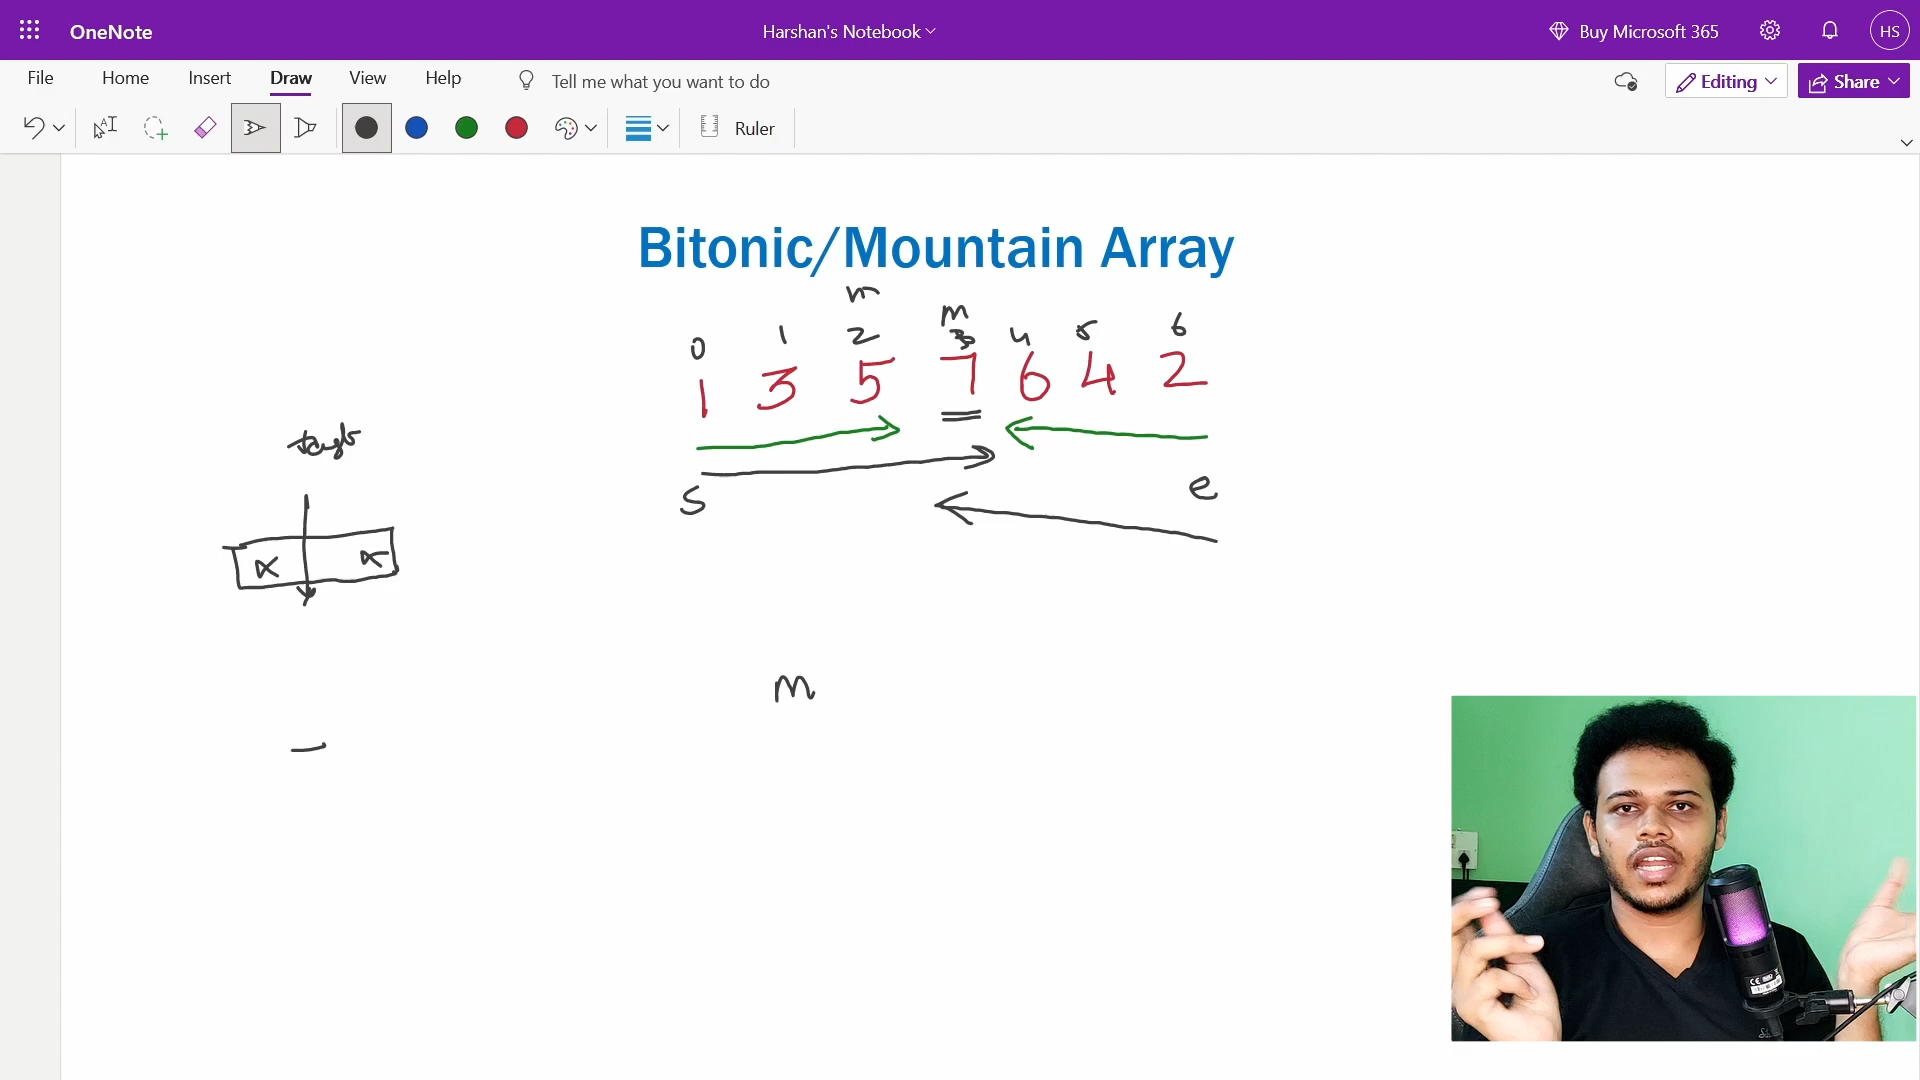 OneNote
Harshan's Notebook
Buy Microsoft 365
HS
File Home Insert Draw View Help
Tell me what you want to do
Editing
Share
Ruler
Bitonic/Mountain Array
m
m
0 1 2 3 4 5 6
1 3 5 7 6 4 2
s
e
m